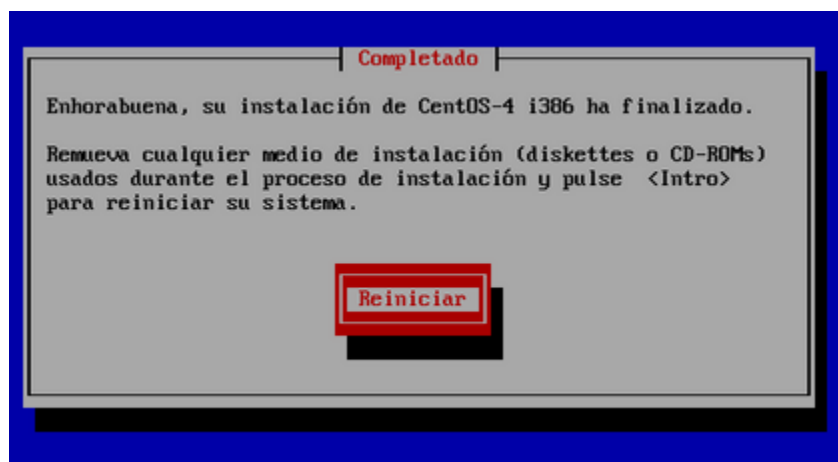 Completado
Enhorabuena, su instalación de CentOS-4 i386 ha finalizado.
Remueva cualquier medio de instalación (diskettes o CD-ROMs)
usados durante el proceso de instalación y pulse <Intro>
para reiniciar su sistema.
Reiniciar